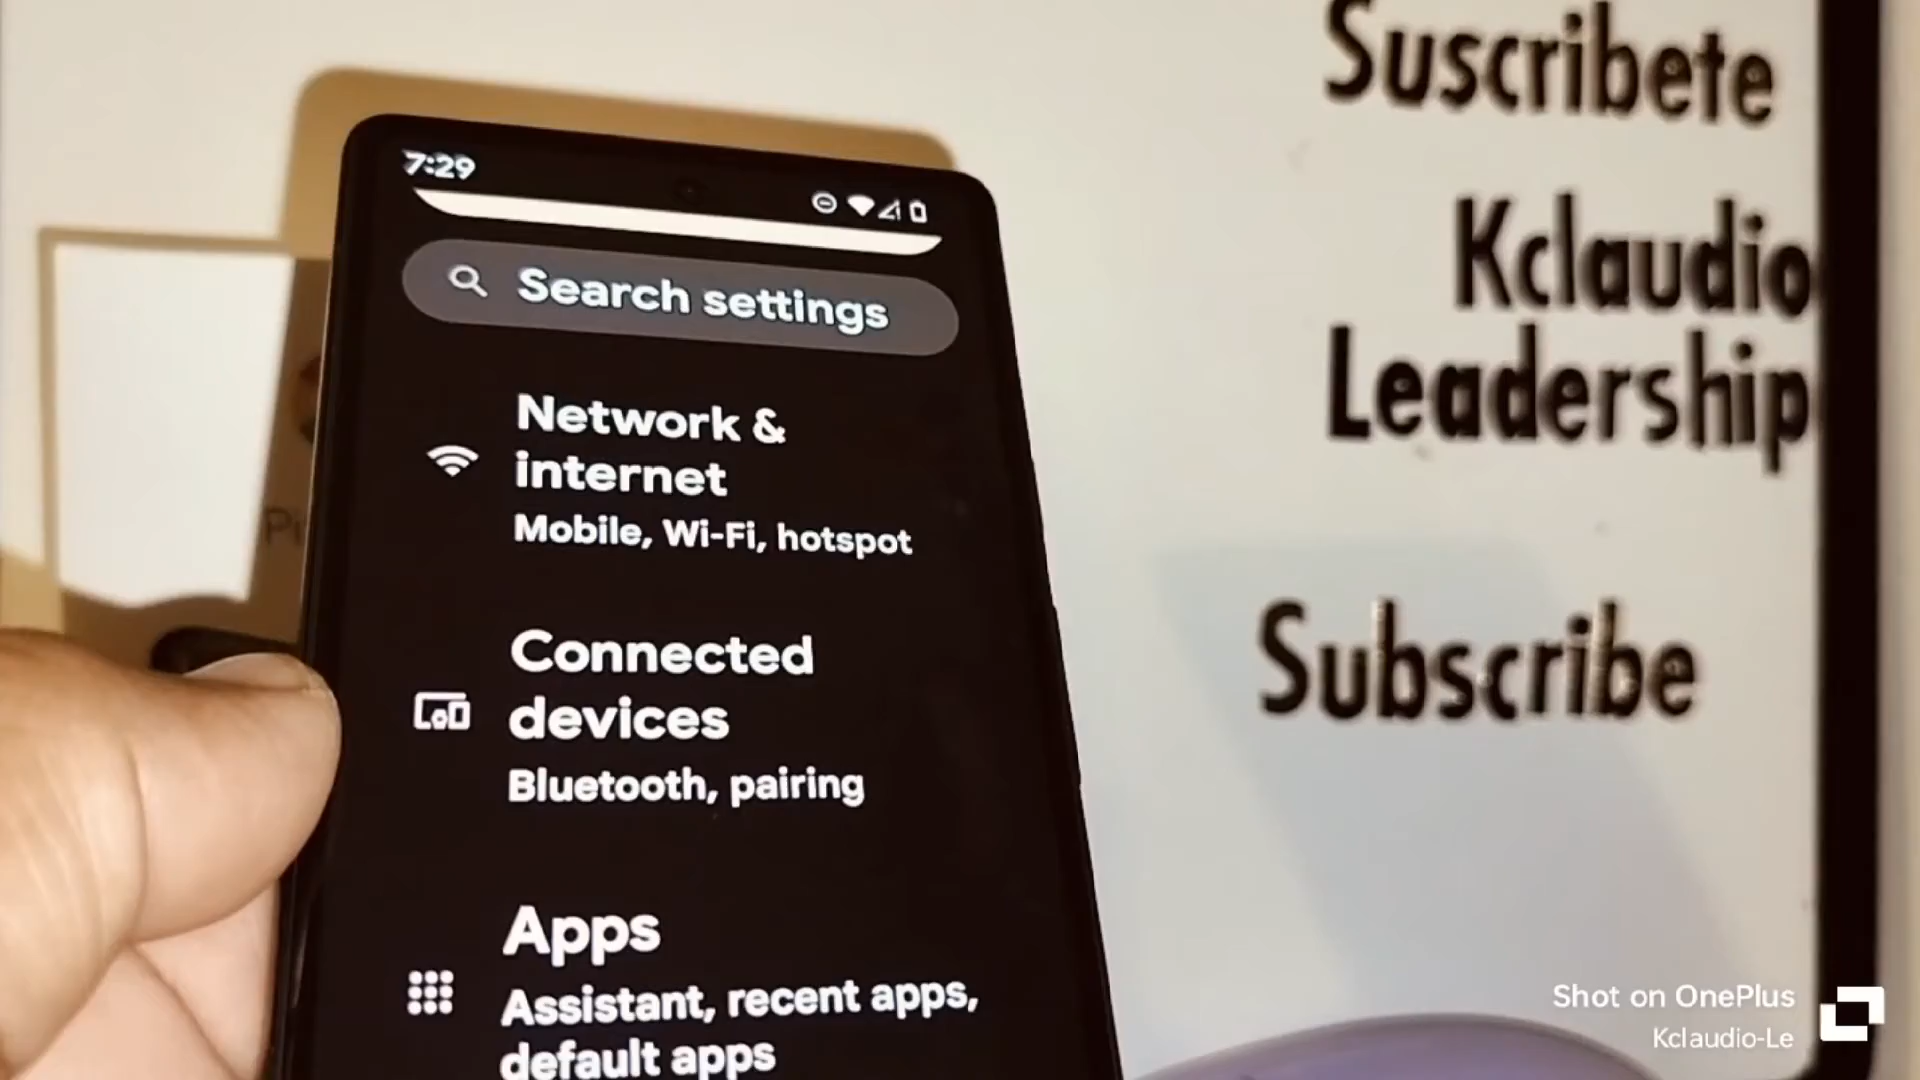 Suscribete
Kclaudio
Leadership
Subscribe
7:29
Search settings
Network &
internet
Mobile, Wi-Fi, hotspot
Connected
devices
Bluetooth, pairing
Apps
Assistant, recent apps,
default apps
Shot on OnePlus
Kclaudio-Le